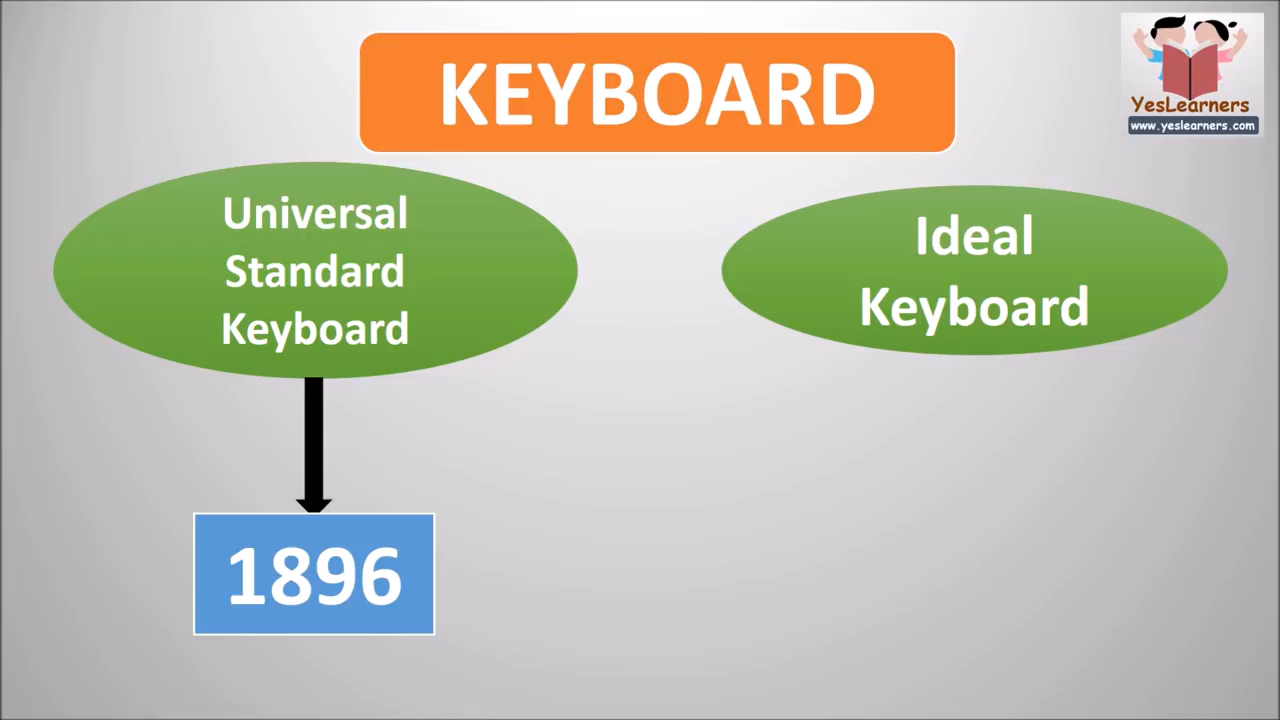 KEYBOARD
YesLearners
www.yeslearners.com
Universal
Standard
Keyboard
Ideal
Keyboard
1896